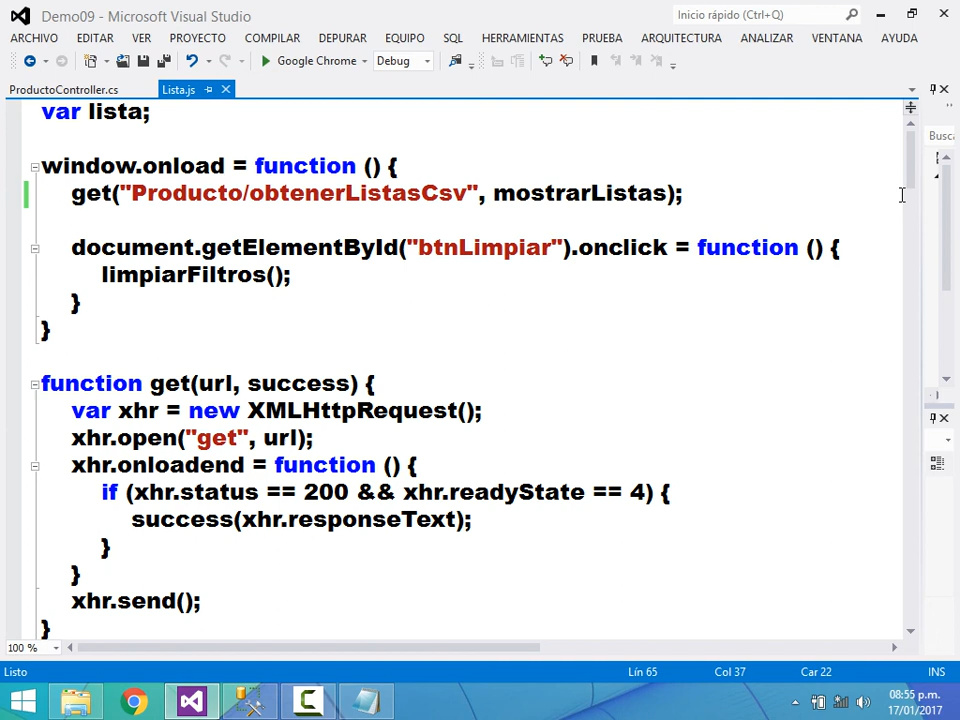 Demo09 - Microsoft Visual Studio
Inicio rápido (Ctrl+Q)
ARCHIVO EDITAR VER PROYECTO COMPILAR DEPURAR EQUIPO SQL HERRAMIENTAS PRUEBA ARQUITECTURA ANALIZAR VENTANA AYUDA
Google Chrome Debug
ProductoController.cs Lista.js
Busca
var lista;
window.onload = function () {
get("Producto/obtenerListasCsv", mostrarListas);
document.getElementById("btnLimpiar").onclick = function () {
limpiarFiltros();
}
}
function get(url, success) {
var xhr = new XMLHttpRequest();
xhr.open("get", url);
xhr.onloadend = function () {
if (xhr.status == 200 && xhr.readyState == 4) {
success(xhr.responseText);
}
}
xhr.send();
}
100 %
Listo Lín 65 Col 37 Car 22 INS
08:55 p.m.
17/01/2017